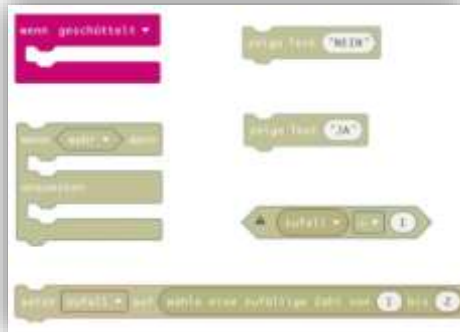 wenn geschüttelt
zeige Text "NEIN"
wenn wahr dann
ansonsten
zeige Text "JA"
zufall = 1
setze zufall auf wähle eine zufällige Zahl von 1 bis 2